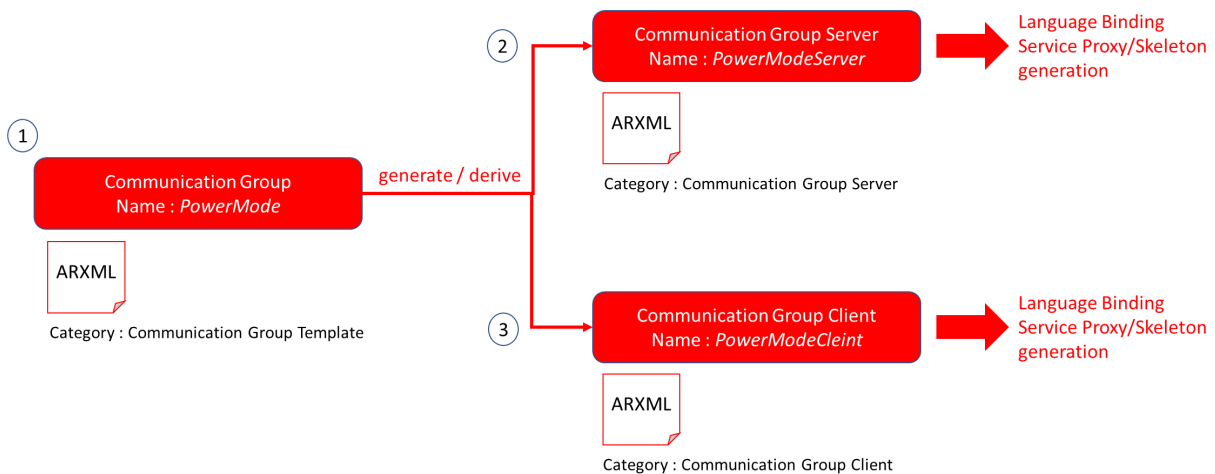 1
Communication Group
Name : PowerMode
ARXML
Category : Communication Group Template
generate / derive
2
Communication Group Server
Name : PowerModeServer
ARXML
Category : Communication Group Server
Language Binding
Service Proxy/Skeleton
generation
3
Communication Group Client
Name : PowerModeCleint
ARXML
Category : Communication Group Client
Language Binding
Service Proxy/Skeleton
generation